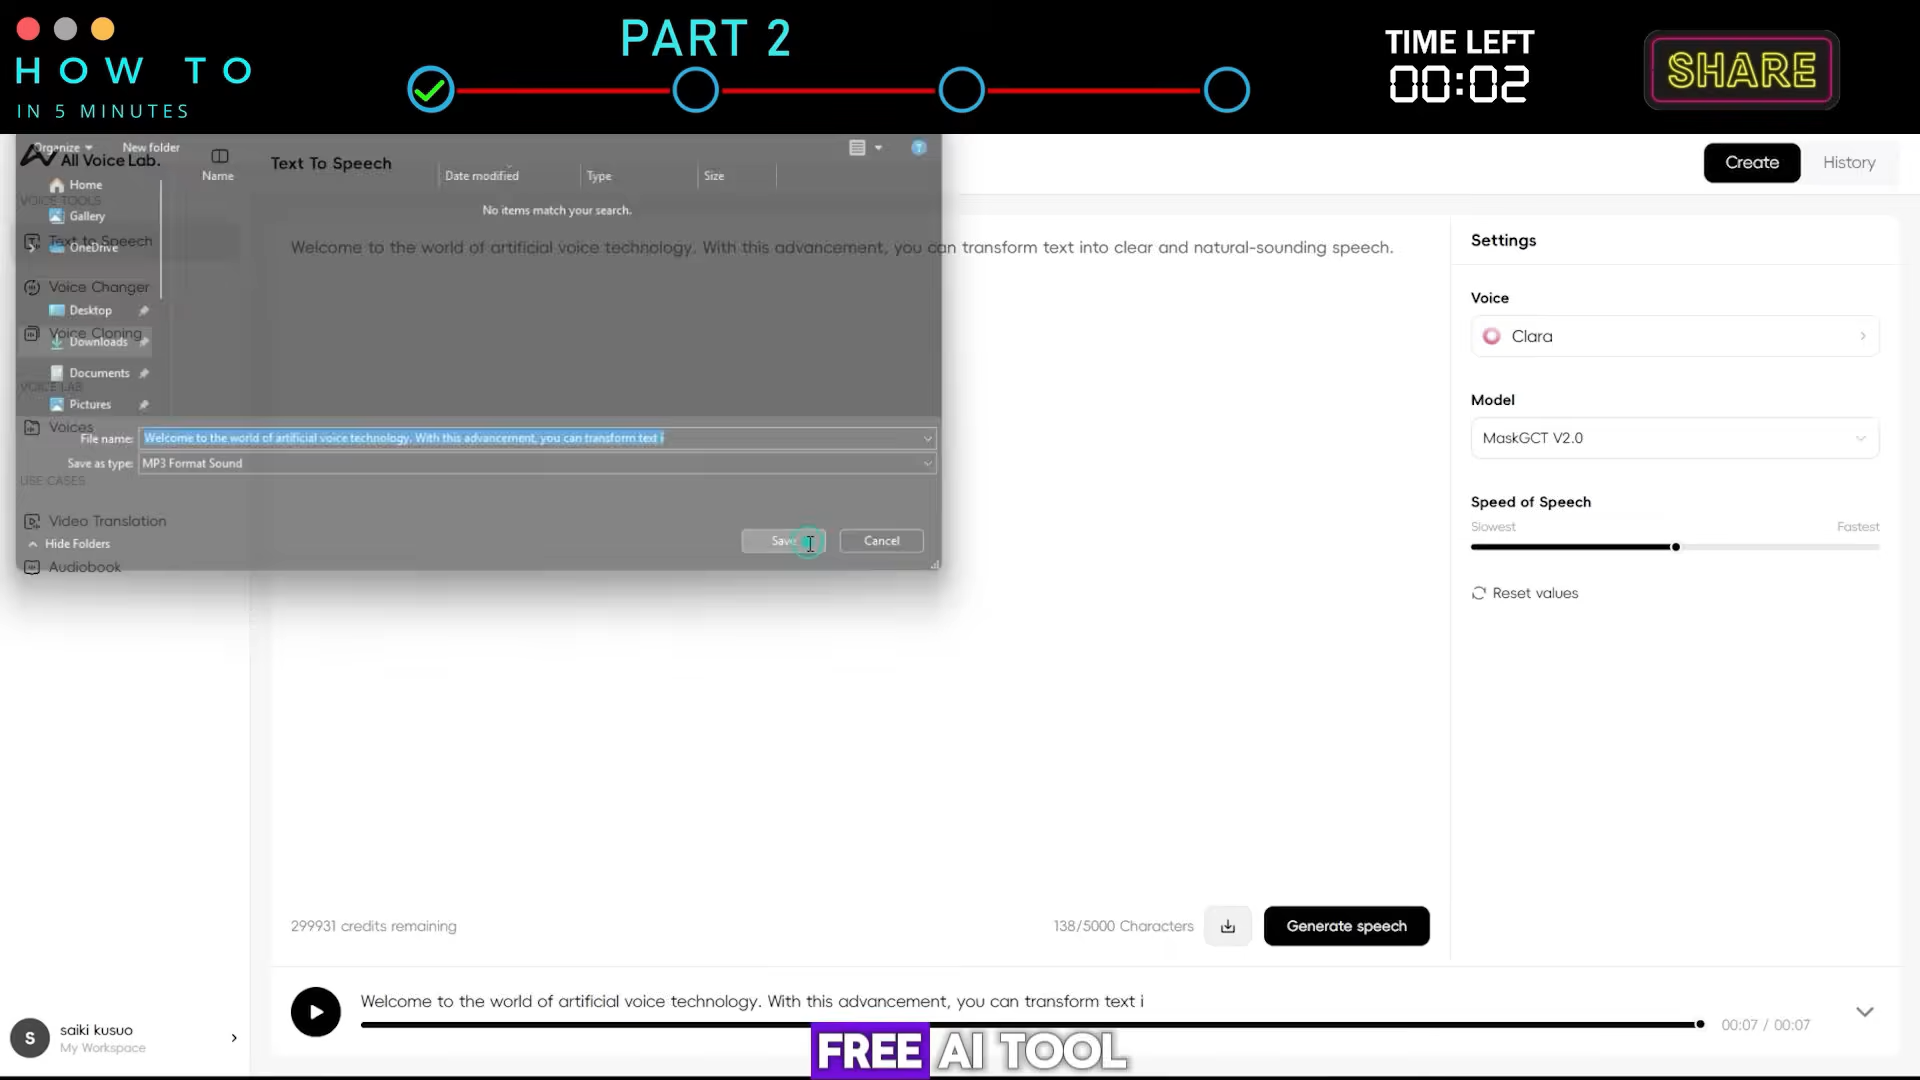 HOW TO
IN 5 MINUTES
PART 2
TIME LEFT
00:02
SHARE
Organize
New folder
All Voice Lab.
Text To Speech
Create
History
Name
Date modified
Type
Size
Home
VOICE TOOLS
No items match your search.
Gallery
Text to Speech
OneDrive
Welcome to the world of artificial voice technology. With this advancement, you can transform text into clear and natural-sounding speech.
Settings
Voice Changer
Voice
Desktop
Clara
Voice Cloning
Downloads
Documents
VOICE LAB
Pictures
Model
Voices
File name:
Welcome to the world of artificial voice technology. With this advancement, you can transform text i
MaskGCT V2.0
Save as type:
MP3 Format Sound
USE CASES
Speed of Speech
Slowest
Fastest
Video Translation
Hide Folders
Save
Cancel
Audiobook
Reset values
299931 credits remaining
138/5000 Characters
Generate speech
Welcome to the world of artificial voice technology. With this advancement, you can transform text i
00:07 / 00:07
S
saiki kusuo
My Workspace
FREE AI TOOL